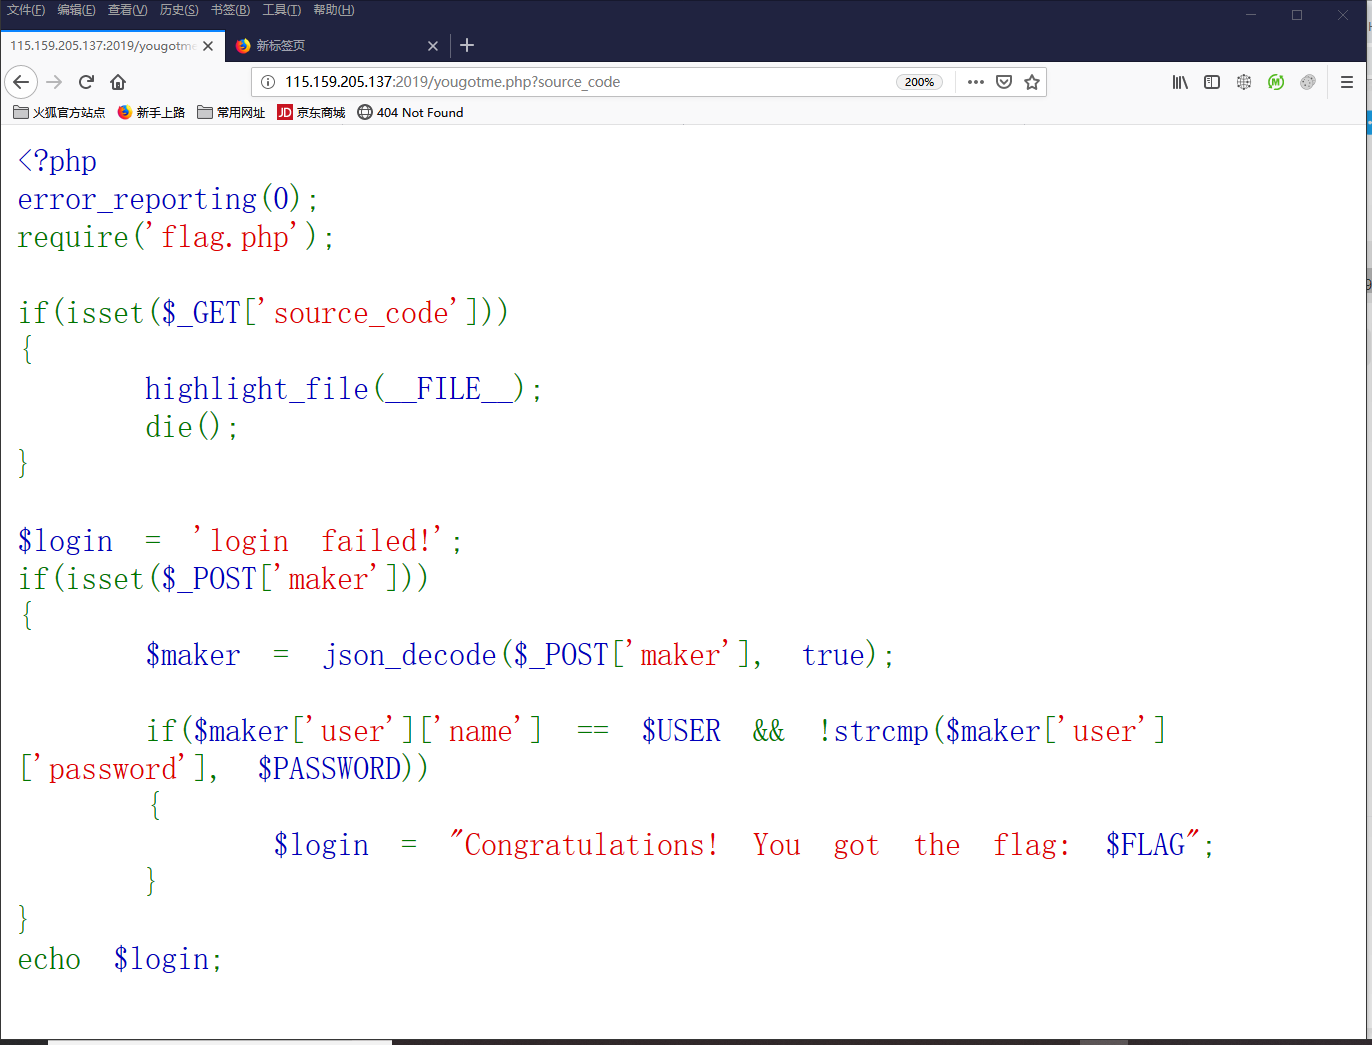 文件(F) 编辑(E) 查看(V) 历史(S) 书签(B) 工具(T) 帮助(H)
115.159.205.137:2019/yougotme 新标签页
115.159.205.137:2019/yougotme.php?source_code 200%
火狐官方站点 新手上路 常用网址 JD 京东商城 404 Not Found
<?php
error_reporting(0);
require('flag.php');
if(isset($_GET['source_code']))
{
highlight_file(__FILE__);
die();
}
$login = 'login failed!';
if(isset($_POST['maker']))
{
$maker = json_decode($_POST['maker'], true);
if($maker['user']['name'] == $USER && !strcmp($maker['user']
['password'], $PASSWORD))
{
$login = "Congratulations! You got the flag: $FLAG";
}
}
echo $login;